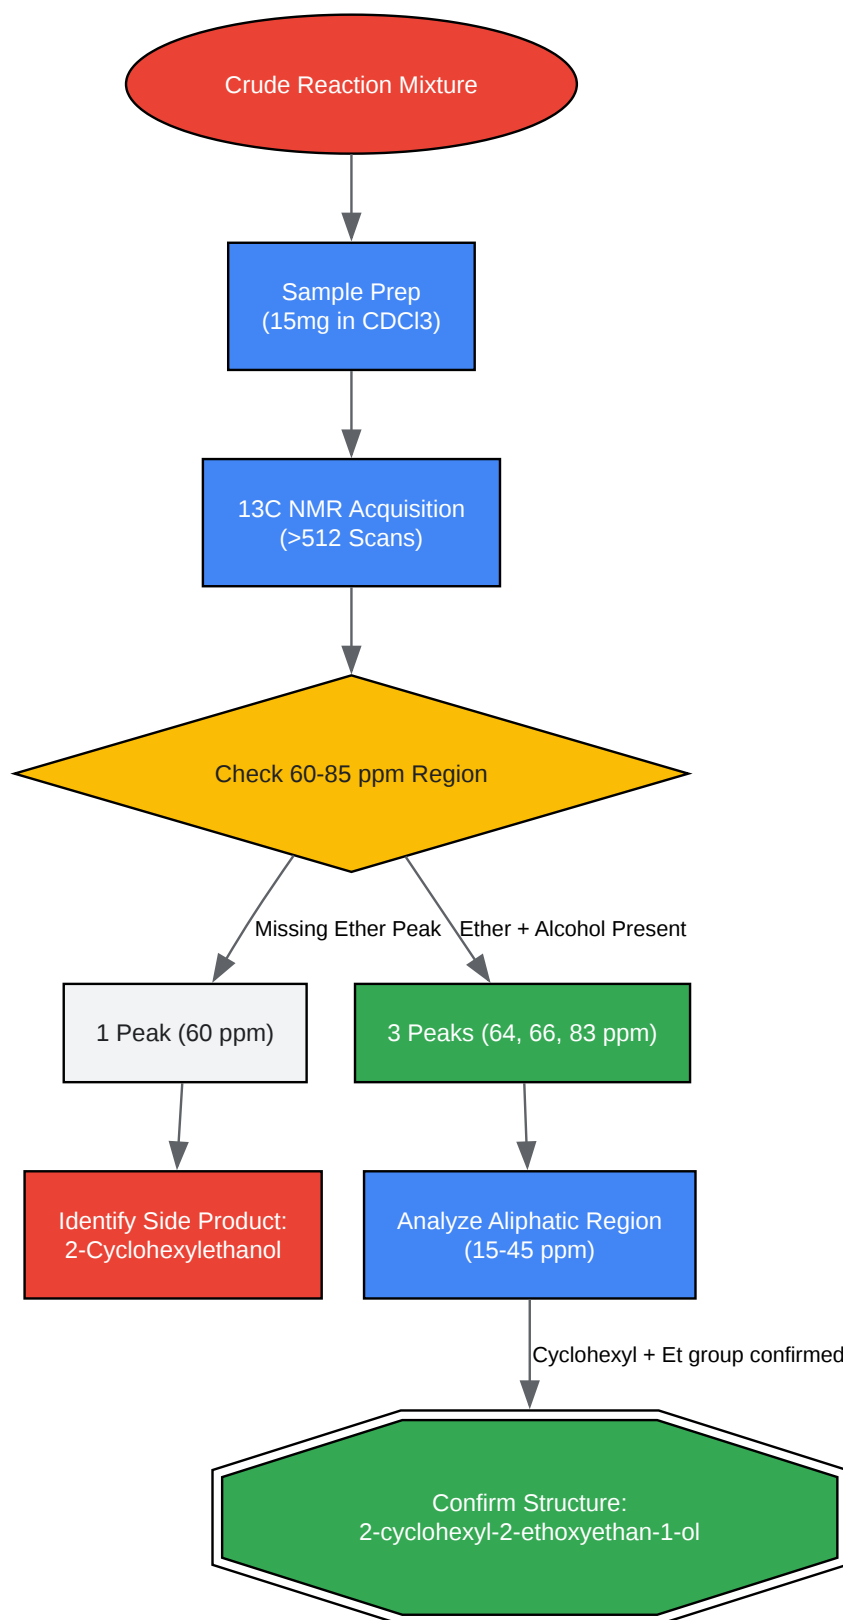 Crude Reaction Mixture
Sample Prep
(15mg in CDCl3)
13C NMR Acquisition
(>512 Scans)
Check 60-85 ppm Region
Missing Ether Peak
Ether + Alcohol Present
1 Peak (60 ppm)
3 Peaks (64, 66, 83 ppm)
Identify Side Product:
2-Cyclohexylethanol
Analyze Aliphatic Region
(15-45 ppm)
Cyclohexyl + Et group confirmed
Confirm Structure:
2-cyclohexyl-2-ethoxyethan-1-ol